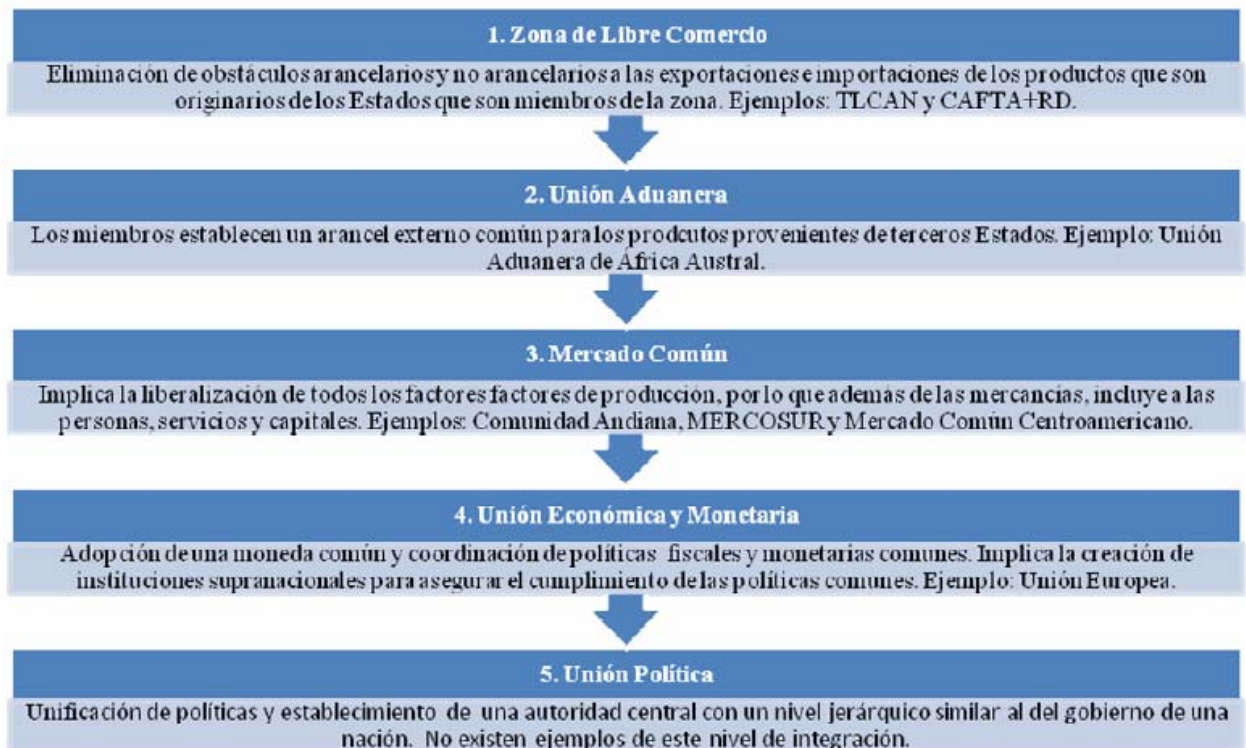 1. Zona de Libre Comercio
Eliminación de obstáculos arancelarios y no arancelarios a las exportaciones e importaciones de los productos que son
originarios de los Estados que son miembros de la zona. Ejemplos: TLCAN y CAFTA+RD.
2. Unión Aduanera
Los miembros establecen un arancel externo común para los prodcutos provenientes de terceros Estados. Ejemplo: Unión
Aduanera de África Austral.
3. Mercado Común
Implica la liberalización de todos los factores factores de producción, por lo que además de las mercancías, incluye a las
personas, servicios y capitales. Ejemplos: Comunidad Andiana, MERCOSUR y Mercado Común Centroamericano.
4. Unión Económica y Monetaria
Adopción de una moneda común y coordinación de políticas fiscales y monetarias comunes. Implica la creación de
instituciones supranacionales para asegurar el cumplimiento de las políticas comunes. Ejemplo: Unión Europea.
5. Unión Política
Unificación de políticas y establecimiento de una autoridad central con un nivel jerárquico similar al del gobierno de una
nación. No existen ejemplos de este nivel de integración.